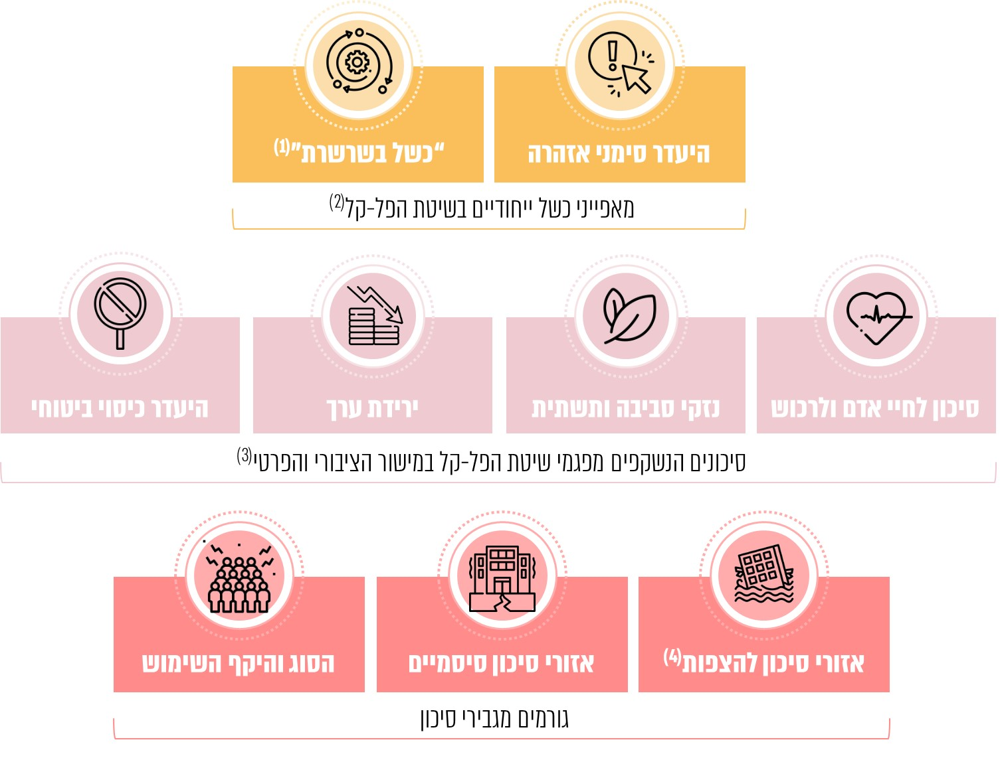 היעדר סימני אזהרה
“כשל בשרשרת”(1)
מאפייני כשל ייחודיים בשיטת הפל-קל(2)
סיכון לחיי אדם ולרכוש
נזקי סביבה ותשתית
ירידת ערך
היעדר כיסוי ביטוחי
סיכונים הנשקפים מפגמי שיטת הפל-קל במישור הציבורי והפרטי(3)
אזורי סיכון להצפות(4)
אזורי סיכון סיסמיים
הסוג והיקף השימוש
גורמים מגבירי סיכון